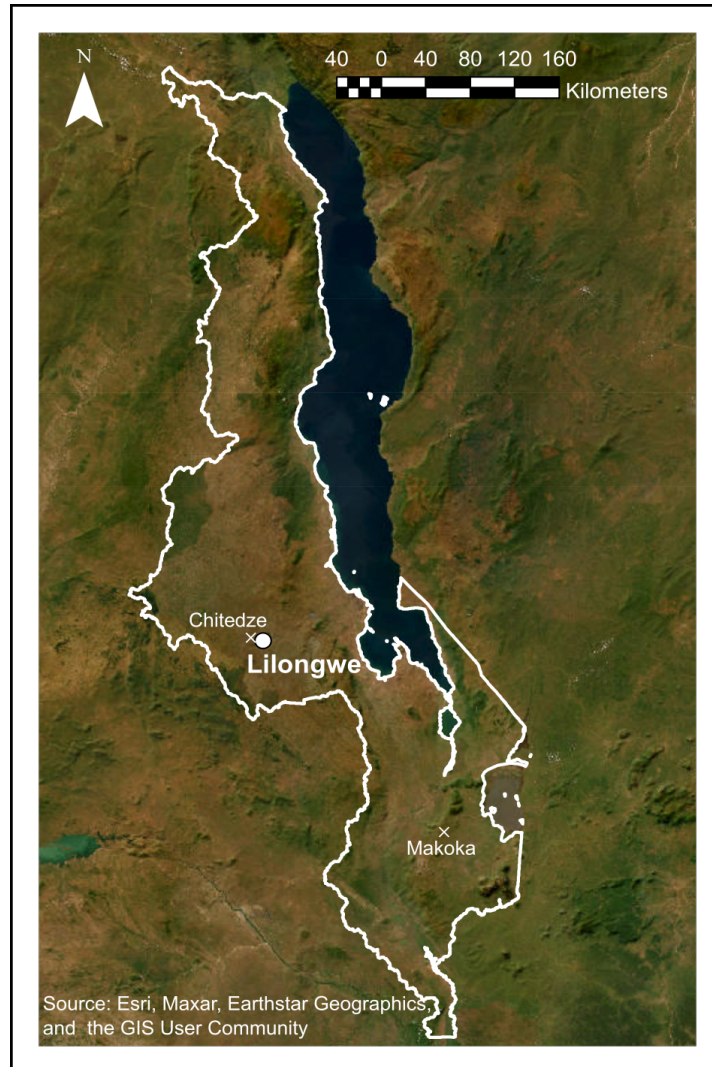 N
40 0 40 80 120 160
Kilometers
Chitedze
Lilongwe
Makoka
Source: Esri, Maxar, Earthstar Geographics,
and the GIS User Community